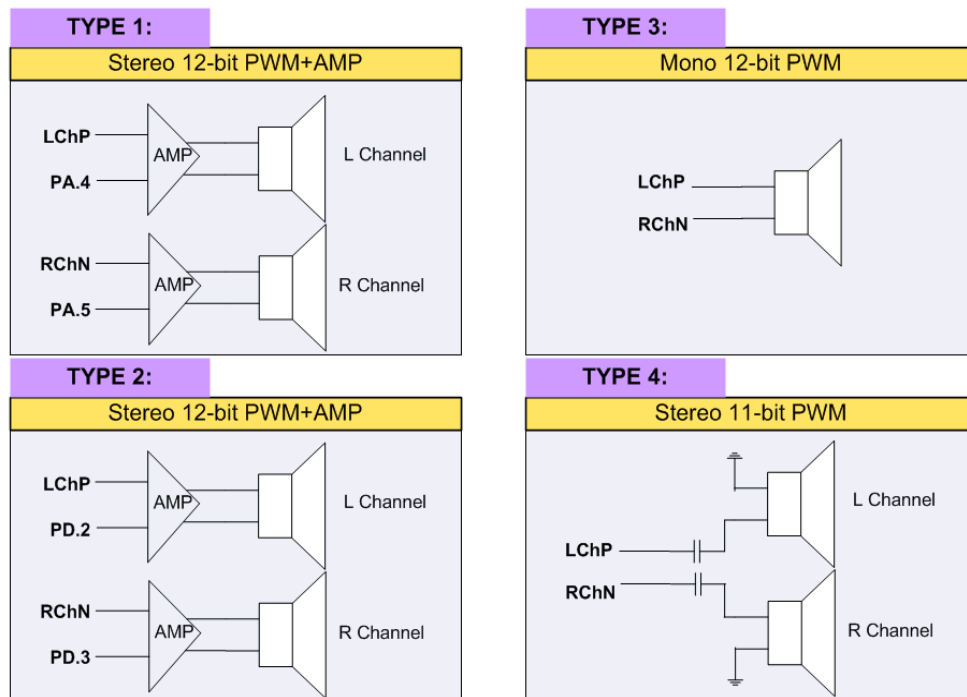 TYPE 1:
Stereo 12-bit PWM+AMP
LChP
AMP
PA.4
L Channel
RChN
AMP
PA.5
R Channel
TYPE 3:
Mono 12-bit PWM
LChP
RChN
TYPE 2:
Stereo 12-bit PWM+AMP
LChP
AMP
PD.2
L Channel
RChN
AMP
PD.3
R Channel
TYPE 4:
Stereo 11-bit PWM
L Channel
LChP
RChN
R Channel